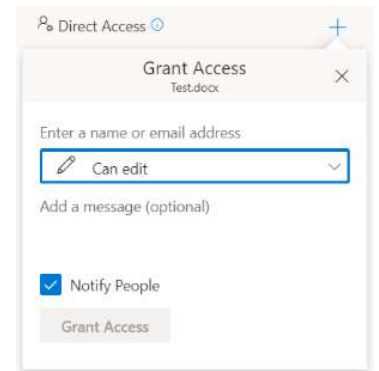 Direct Access
Grant Access
Test.docx
Enter a name or email address
Can edit
Add a message (optional)
Notify People
Grant Access